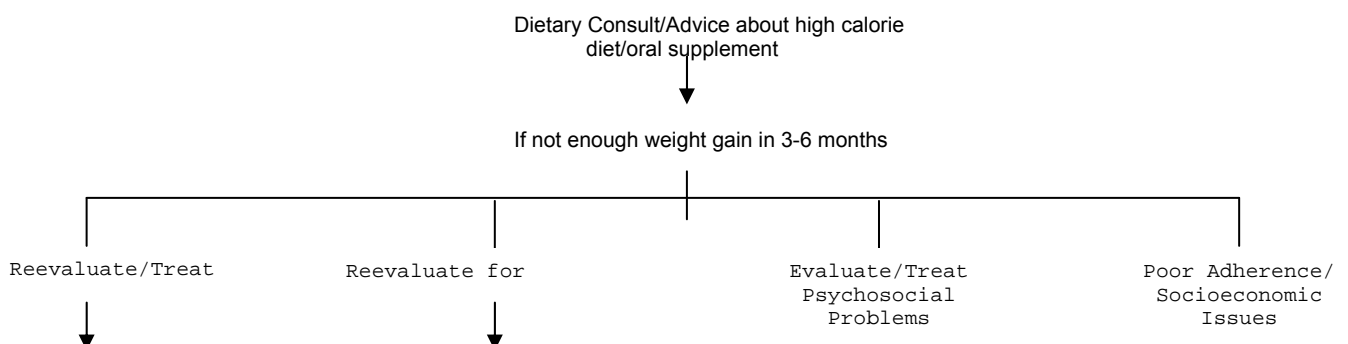 Dietary Consult/Advice about high calorie
diet/oral supplement
If not enough weight gain in 3-6 months
Reevaluate/Treat
Reevaluate for
Evaluate/Treat
Psychosocial
Problems
Poor Adherence/
Socioeconomic
Issues